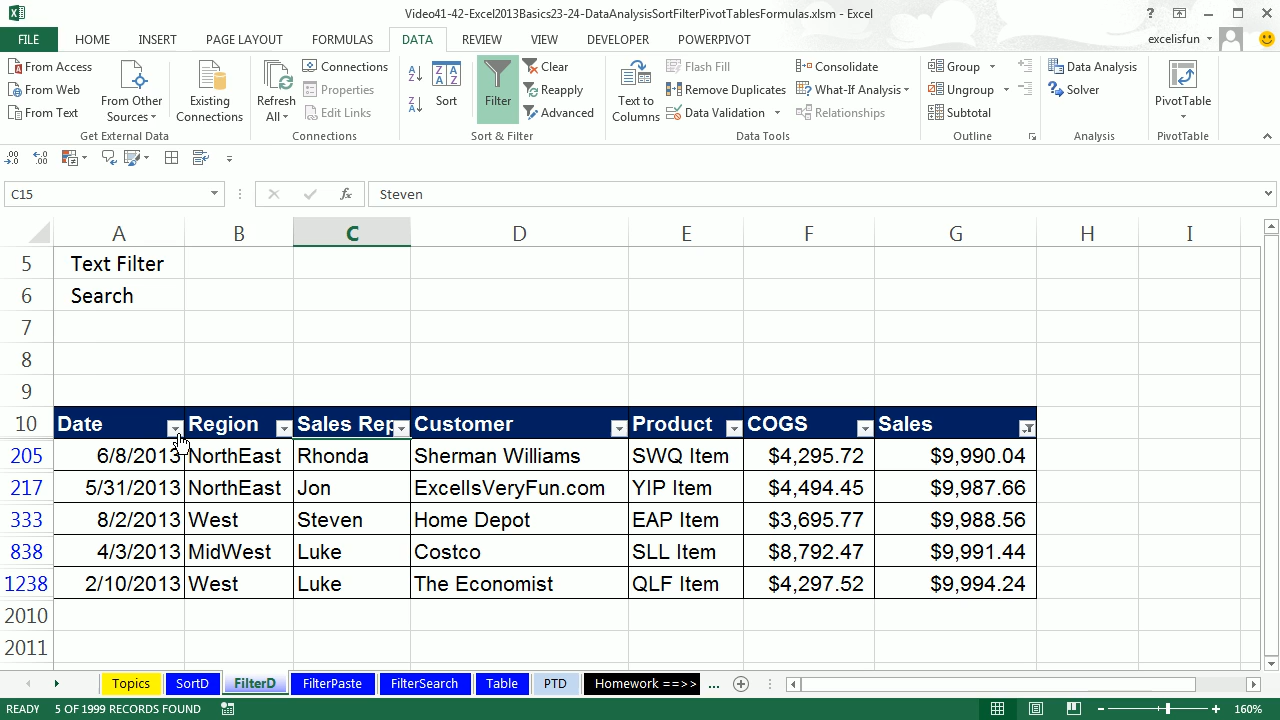 Video41-42-Excel2013Basics23-24-DataAnalysisSortFilterPivotTablesFormulas.xlsm - Excel
FILE HOME INSERT PAGE LAYOUT FORMULAS DATA REVIEW VIEW DEVELOPER POWERPIVOT excelisfun
From Access
From Web
From Text
From Other
Sources
Get External Data
Existing
Connections
Refresh
All
Connections
Properties
Edit Links
Connections
Sort
Filter
Clear
Reapply
Advanced
Sort & Filter
Text to
Columns
Flash Fill
Remove Duplicates
Data Validation
Consolidate
What-If Analysis
Relationships
Data Tools
Group
Ungroup
Subtotal
Outline
Data Analysis
Solver
Analysis
PivotTable
PivotTable
C15 fx Steven
A B C D E F G H I
5 Text Filter
6 Search
7
8
9
10 Date Region Sales Rep Customer Product COGS Sales
205 6/8/2013 NorthEast Rhonda Sherman Williams SWQ Item $4,295.72 $9,990.04
217 5/31/2013 NorthEast Jon ExcelIsVeryFun.com YIP Item $4,494.45 $9,987.66
333 8/2/2013 West Steven Home Depot EAP Item $3,695.77 $9,988.56
838 4/3/2013 MidWest Luke Costco SLL Item $8,792.47 $9,991.44
1238 2/10/2013 West Luke The Economist QLF Item $4,297.52 $9,994.24
2010
2011
Topics SortD FilterD FilterPaste FilterSearch Table PTD Homework ==>> ...
READY 5 OF 1999 RECORDS FOUND 160%